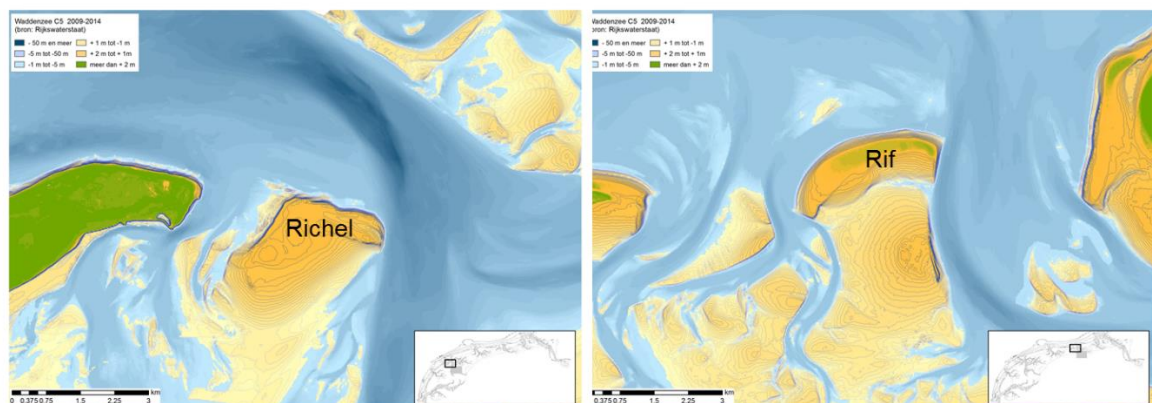 Waddenzee C5 2009-2014
(bron: Rijkswaterstaat)
- 50 m en meer
+ 1 m tot -1 m
-5 m tot -50 m
+ 2 m tot + 1m
-1 m tot -5 m
meer dan + 2 m
Richel
km
0 0.375 0.75 1.5 2.25 3
Waddenzee C5 2009-2014
(bron: Rijkswaterstaat)
- 50 m en meer
+ 1 m tot -1 m
-5 m tot -50 m
+ 2 m tot + 1m
-1 m tot -5 m
meer dan + 2 m
Rif
km
0.375 0.75 1.5 2.25 3